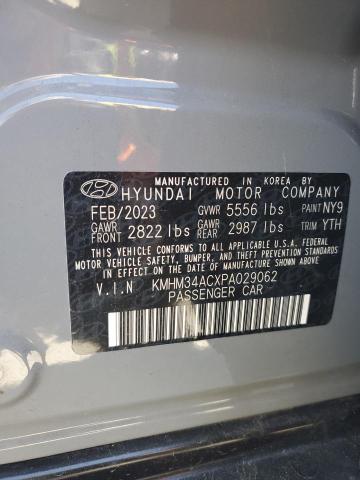 MANUFACTURED IN KOREA BY
HYUNDAI MOTOR COMPANY
FEB/2023 GVWR 5556 lbs PAINT NY9
GAWR FRONT 2822 lbs GAWR REAR 2987 lbs TRIM YTH
THIS VEHICLE CONFORMS TO ALL APPLICABLE U.S.A. FEDERAL
MOTOR VEHICLE SAFETY, BUMPER, AND THEFT PREVENTION
STANDARDS IN EFFECT ON THE DATE OF MANUFACTURE SHOWN ABOVE.
V.I.N KMHM34ACXPA029062
PASSENGER CAR